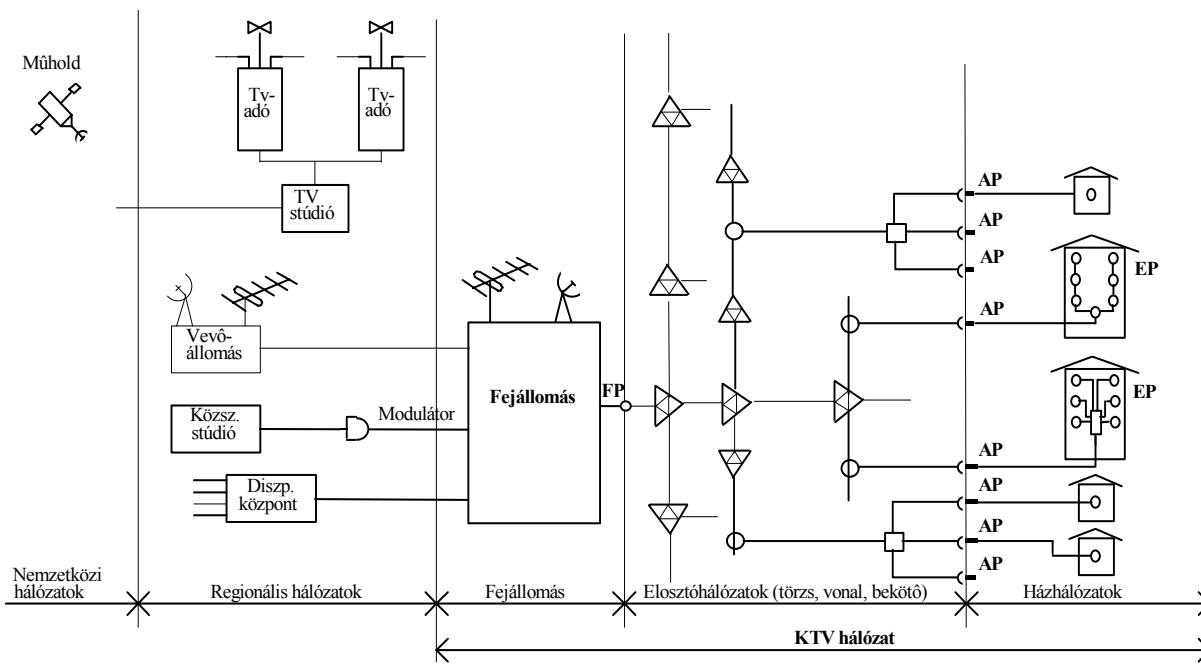 Mûhold
Tv-
adó
Tv-
adó
TV
stúdió
Vevô-
állomás
Közsz.
stúdió
Modulátor
Diszp.
központ
Fejállomás
FP
AP
AP
AP
EP
AP
EP
AP
AP
AP
AP
Nemzetközi
hálózatok
Regionális hálózatok
Fejállomás
Elosztóhálózatok (törzs, vonal, bekötô)
Házhálózatok
KTV hálózat